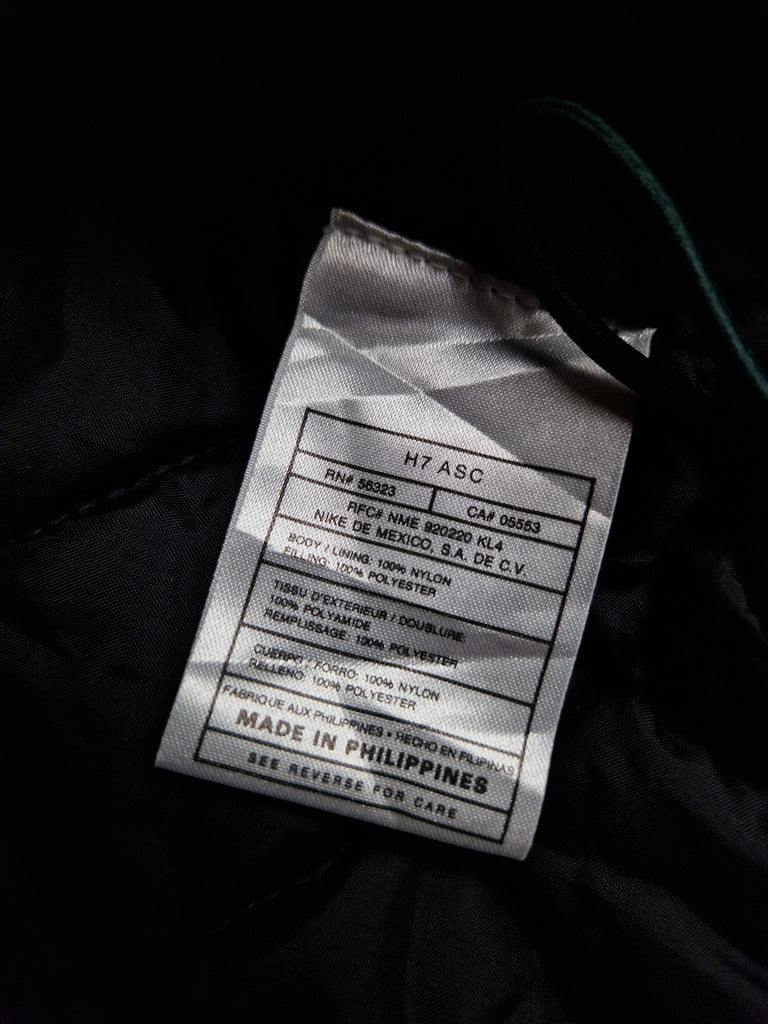 H7 ASC
RN# 56323 CA# 05553
RFC# NME 920220 KL4
NIKE DE MEXICO, S.A. DE C.V.
BODY / LINING: 100% NYLON
FILLING: 100% POLYESTER
TISSU D'EXTERIEUR / DOUBLURE:
100% POLYAMIDE
REMPLISSAGE: 100% POLYESTER
CUERPO / FORRO: 100% NYLON
RELLENO: 100% POLYESTER
FABRIQUE AUX PHILIPPINES • HECHO EN FILIPINAS
MADE IN PHILIPPINES
SEE REVERSE FOR CARE